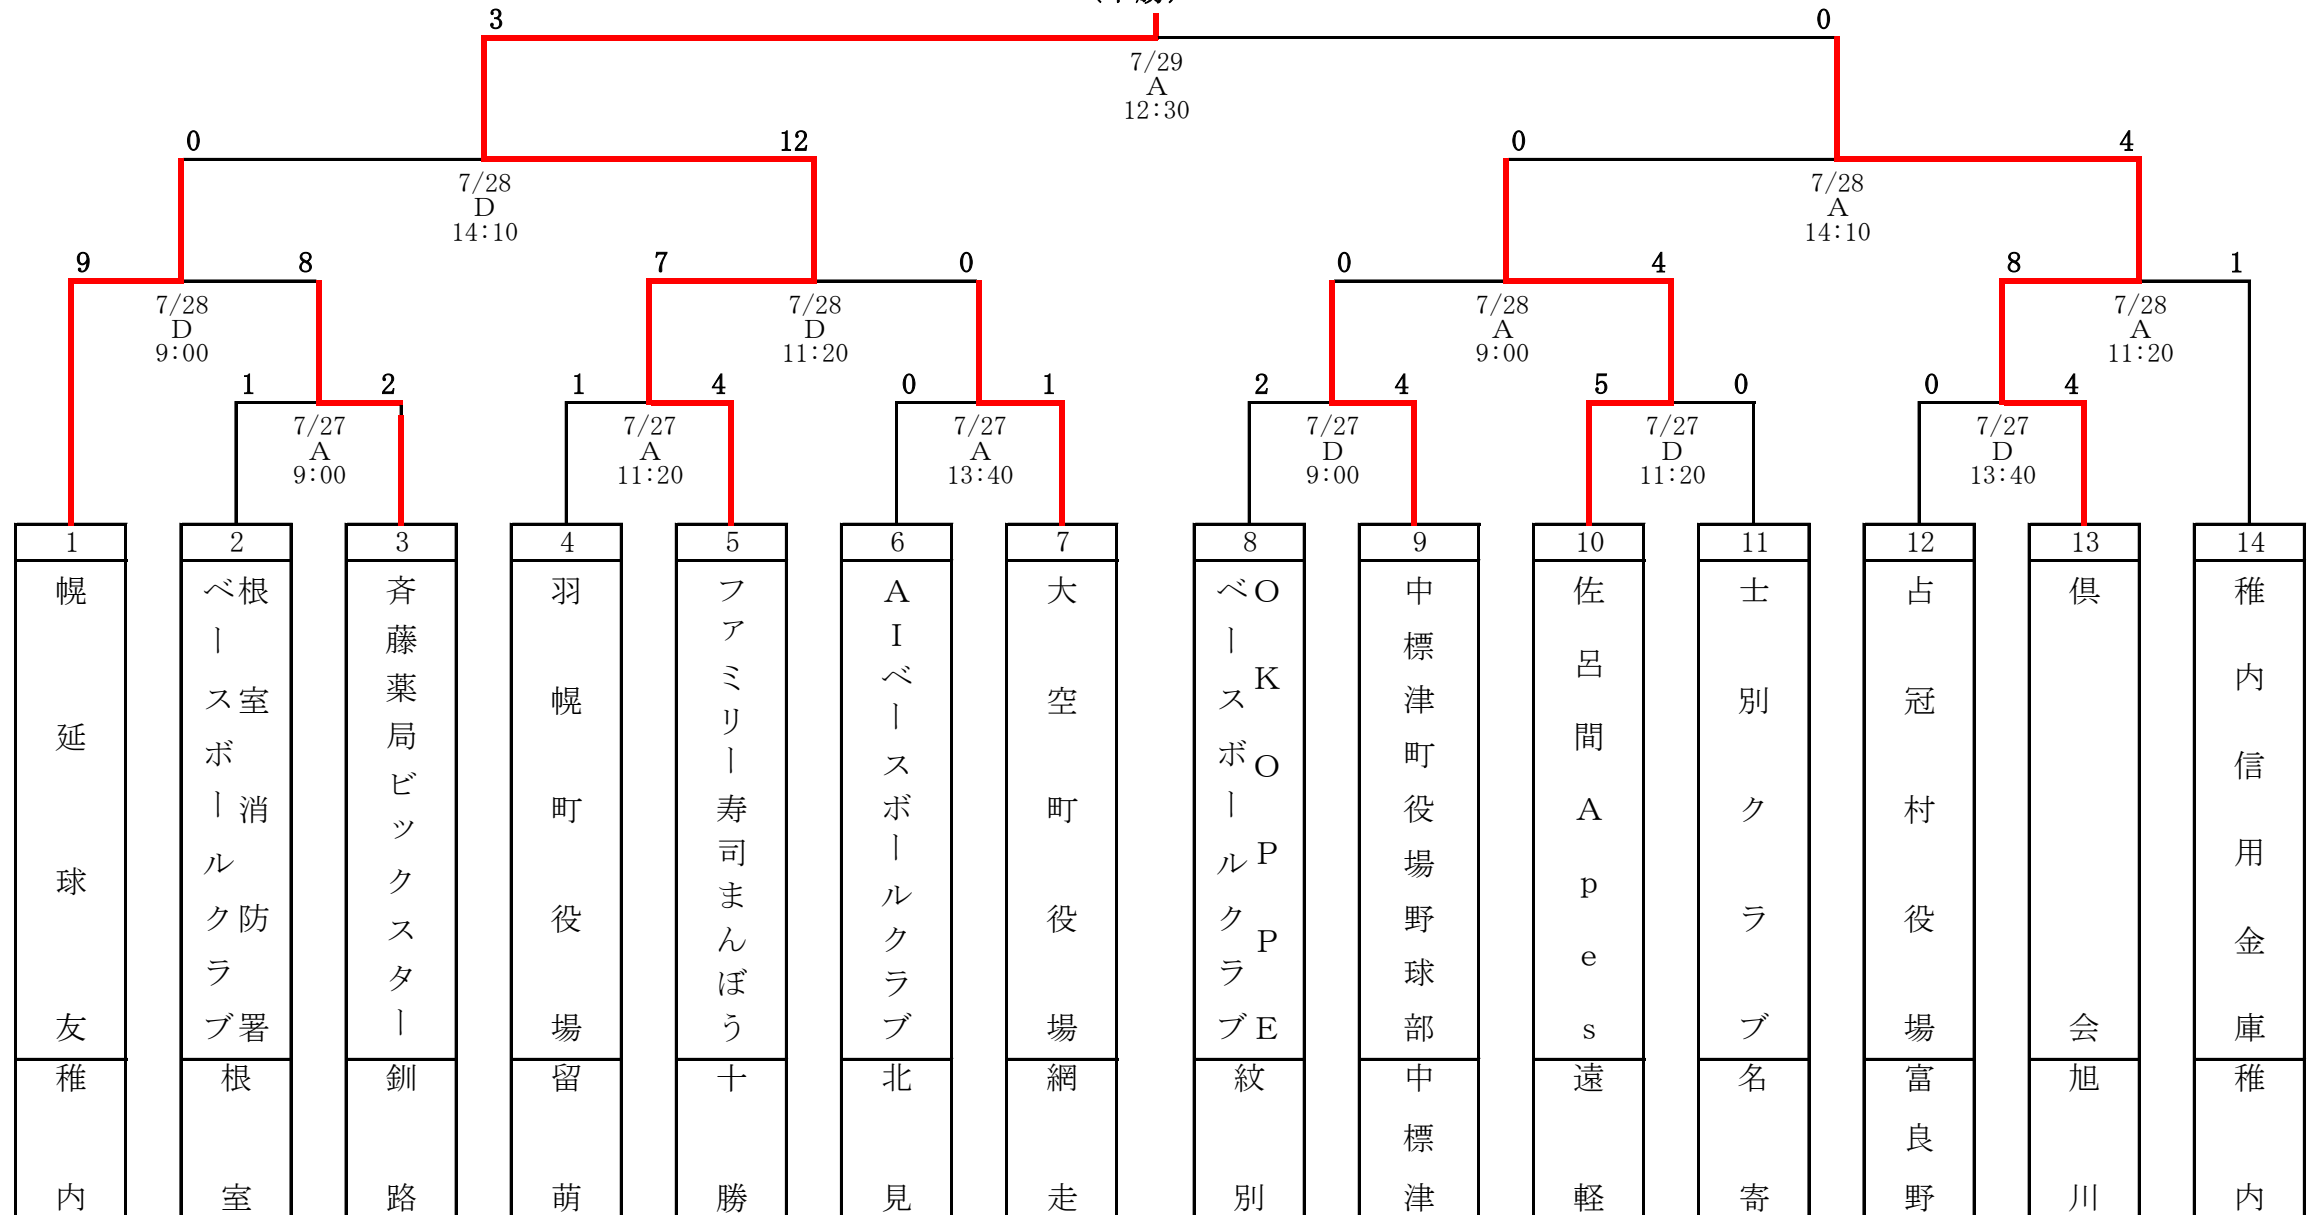 3
0
7/29
A
12:30
0
12
0
4
7/28
D
14:10
7/28
A
14:10
9
8
7
0
0
4
8
1
7/28
D
9:00
7/28
D
11:20
7/28
A
9:00
7/28
A
11:20
1
2
1
4
0
1
2
4
5
0
0
4
7/27
A
9:00
7/27
A
11:20
7/27
A
13:40
7/27
D
9:00
7/27
D
11:20
7/27
D
13:40
1
幌延球友
稚内
2
根室消防署
ベースボールクラブ
根室
3
斉藤薬局ビックスター
釧路
4
羽幌町役場
留萌
5
ファミリー寿司まんぼう
十勝
6
AIベースボールクラブ
北見
7
大空町役場
網走
8
OKOPPE
ベースボールクラブ
紋別
9
中標津町役場野球部
中標津
10
佐呂間Apes
遠軽
11
士別クラブ
名寄
12
占冠村役場
富良野
13
倶会
旭川
14
稚内信用金庫
稚内